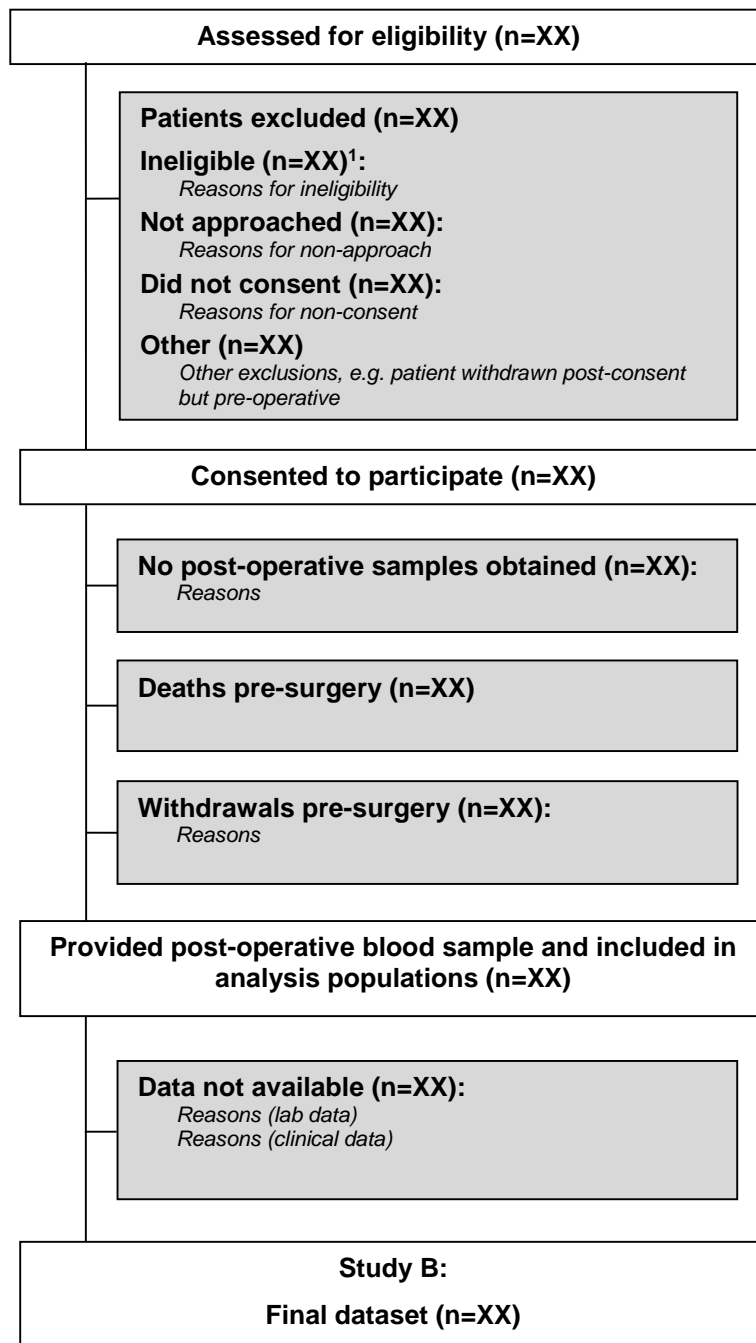 Assessed for eligibility (n=XX)
Patients excluded (n=XX)
Ineligible (n=XX)¹:
Reasons for ineligibility
Not approached (n=XX):
Reasons for non-approach
Did not consent (n=XX):
Reasons for non-consent
Other (n=XX)
Other exclusions, e.g. patient withdrawn post-consent
but pre-operative
Consented to participate (n=XX)
No post-operative samples obtained (n=XX):
Reasons
Deaths pre-surgery (n=XX)
Withdrawals pre-surgery (n=XX):
Reasons
Provided post-operative blood sample and included in
analysis populations (n=XX)
Data not available (n=XX):
Reasons (lab data)
Reasons (clinical data)
Study B:
Final dataset (n=XX)